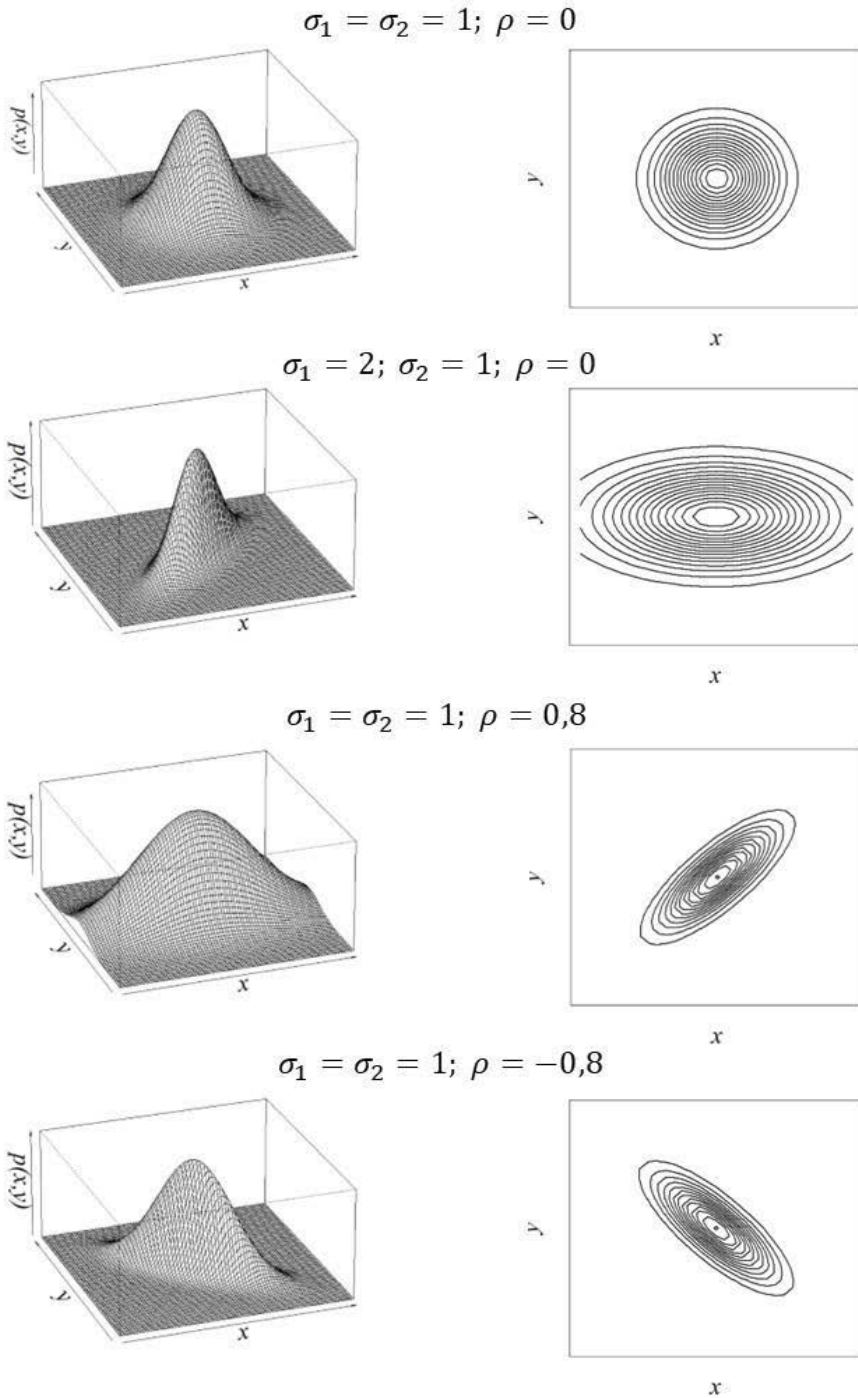 σ₁ = σ₂ = 1; ρ = 0
p(x,y)
y
x
y
x
σ₁ = 2; σ₂ = 1; ρ = 0
p(x,y)
y
x
y
x
σ₁ = σ₂ = 1; ρ = 0,8
p(x,y)
y
x
y
x
σ₁ = σ₂ = 1; ρ = −0,8
p(x,y)
y
x
y
x